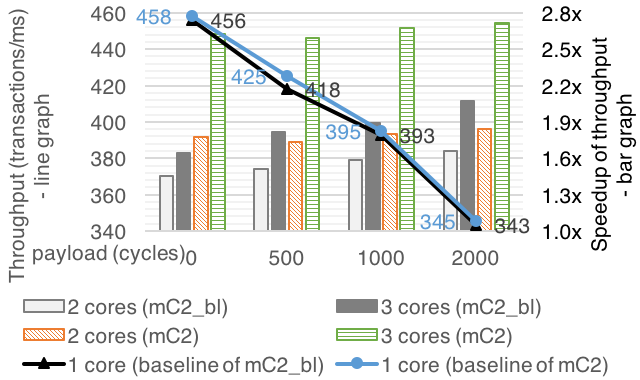 Throughput (transactions/ms)
- line graph
460
440
420
400
380
360
340
458
456
425
418
395
393
345
343
2.8x
2.5x
2.2x
1.9x
1.6x
1.3x
1.0x
Speedup of throughput
- bar graph
payload (cycles) 0 500 1000 2000
2 cores (mC2_bl) 3 cores (mC2_bl)
2 cores (mC2) 3 cores (mC2)
1 core (baseline of mC2_bl) 1 core (baseline of mC2)